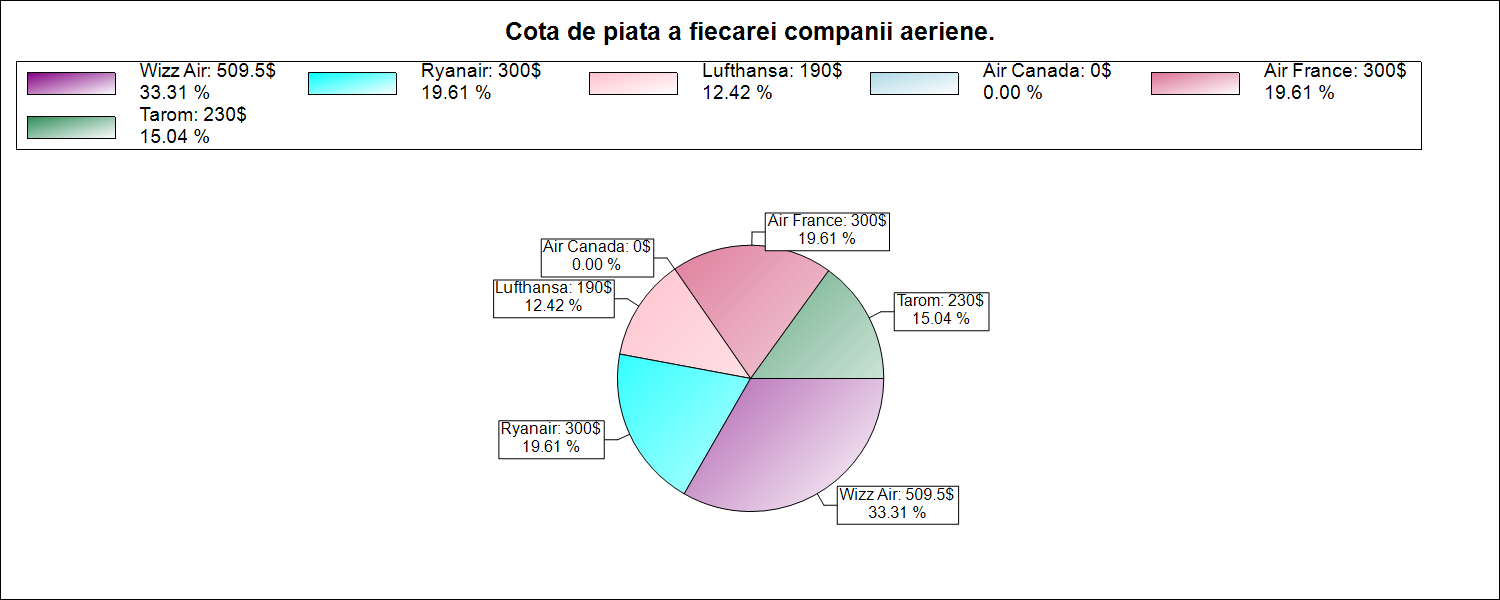 Cota de piata a fiecarei companii aeriene.
Wizz Air: 509.5$
33.31 %
Ryanair: 300$
19.61 %
Lufthansa: 190$
12.42 %
Air Canada: 0$
0.00 %
Air France: 300$
19.61 %
Tarom: 230$
15.04 %
Air France: 300$
19.61 %
Air Canada: 0$
0.00 %
Lufthansa: 190$
12.42 %
Tarom: 230$
15.04 %
Ryanair: 300$
19.61 %
Wizz Air: 509.5$
33.31 %